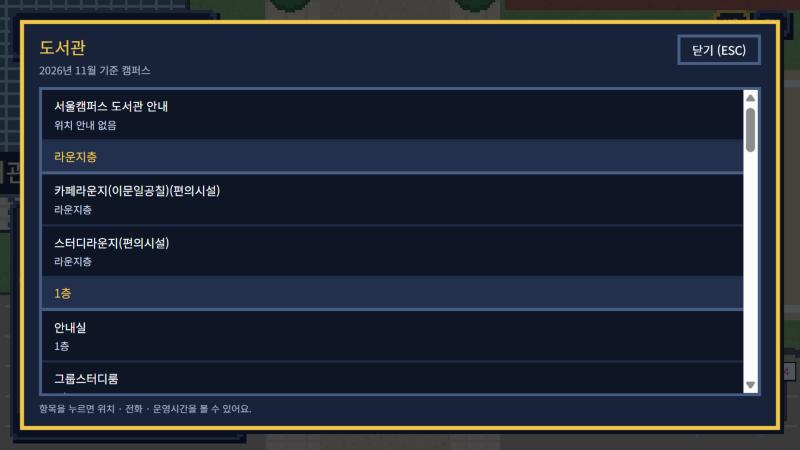 도서관
닫기 (ESC)
2026년 11월 기준 캠퍼스
서울캠퍼스 도서관 안내
위치 안내 없음
라운지층
카페라운지(이문일공칠)(편의시설)
라운지층
스터디라운지(편의시설)
라운지층
1층
안내실
1층
그룹스터디룸
항목을 누르면 위치 · 전화 · 운영시간을 볼 수 있어요.